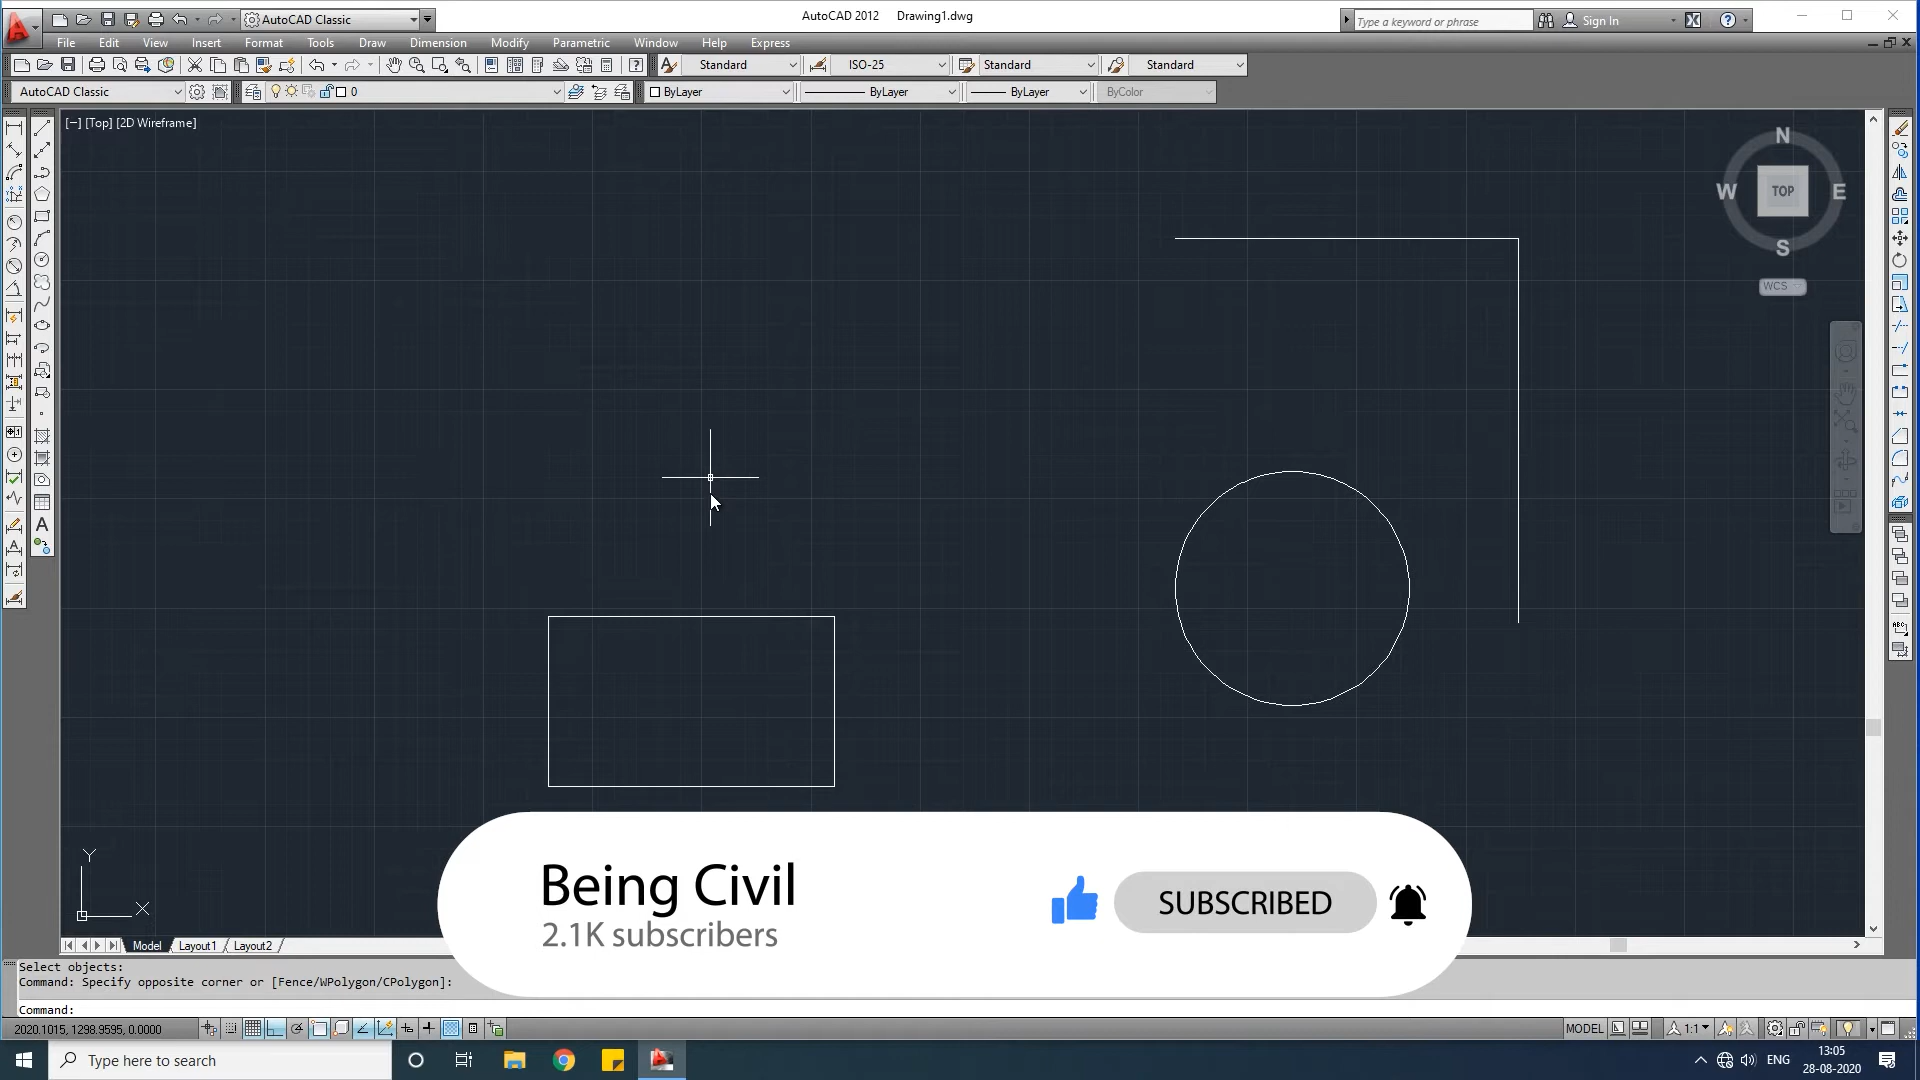 AutoCAD Classic
AutoCAD 2012 Drawing1.dwg
Type a keyword or phrase
Sign In
File Edit View Insert Format Tools Draw Dimension Modify Parametric Window Help Express
Standard ISO-25 Standard Standard
AutoCAD Classic 0 ByLayer ByLayer ByLayer ByColor
[−] [Top] [2D Wireframe]
N
W TOP E
S
WCS
Y
X
Being Civil
2.1K subscribers
SUBSCRIBED
Model Layout1 Layout2
Select objects:
Command: Specify opposite corner or [Fence/WPolygon/CPolygon]:
Command:
2020.1015, 1298.9595, 0.0000
MODEL 1:1
Type here to search
ENG
13:05
28-08-2020